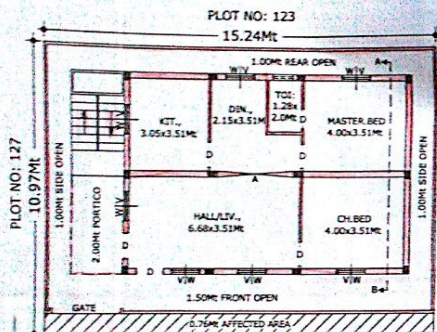 PLOT NO: 123
15.24Mt
1.00Mt REAR OPEN
A
W|V
W|V
TOI:
1.28x
2.0Mt
DIN.,
2.15x3.51M
KIT.,
3.05x3.51Mt
MASTER.BED
4.00x3.51Mt
W|V
D
D
D
PLOT NO: 127
10.97Mt
1.00Mt SIDE OPEN
1.00Mt SIDE OPEN
A
2.00Mt PORTICO
W|V
HALL/LIV.,
6.68x3.51Mt
CH.BED
4.00x3.51Mt
D
D
D
V|W
V|W
V|W
B
1.50Mt FRONT OPEN
GATE
0.76Mt AFFECTED AREA